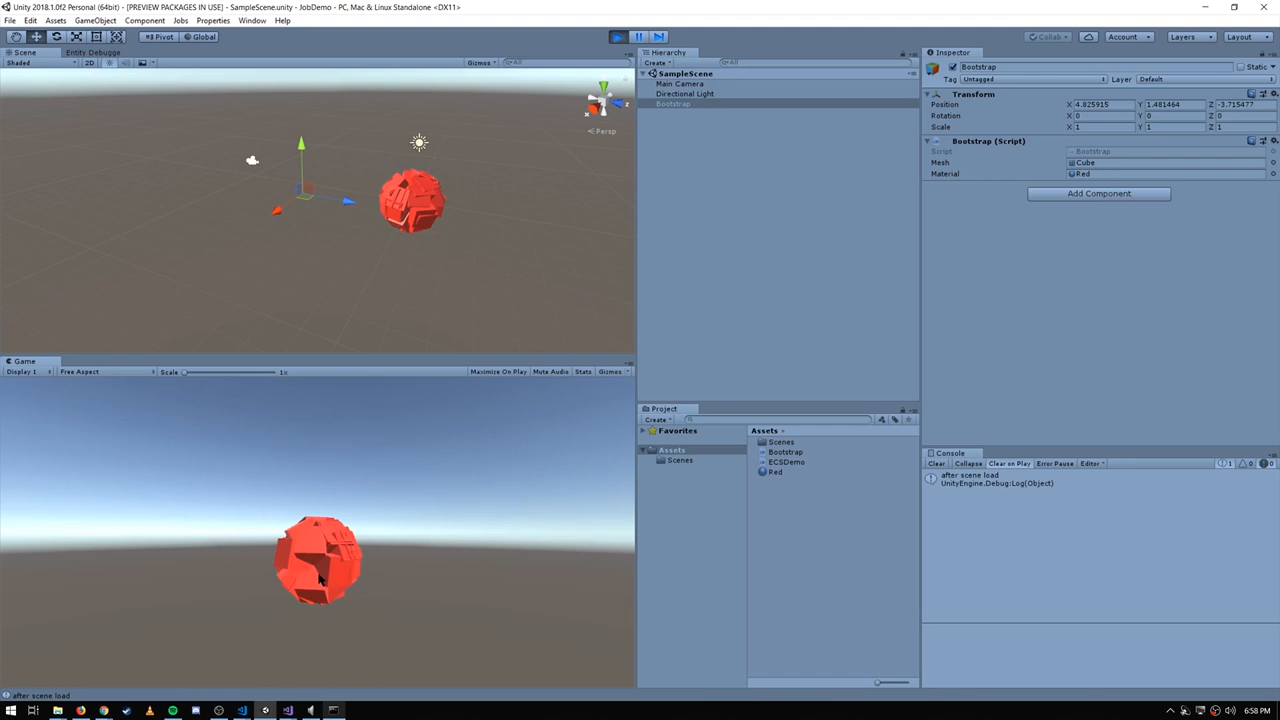 Unity 2018.1.0f2 Personal (64bit) - [PREVIEW PACKAGES IN USE] - SampleScene.unity - JobDemo - PC, Mac & Linux Standalone <DX11>
File Edit Assets GameObject Component Jobs Properties Window Help
Pivot Global Collab Account Layers Layout
Scene Entity Debugge
Shaded 2D Gizmos All
Persp
z
Game
Display 1 Free Aspect Scale 1x Maximize On Play Mute Audio Stats Gizmos
Hierarchy
Create All
SampleScene
Main Camera
Directional Light
Bootstrap
Project
Create
Favorites
Assets
Scenes
Assets
Scenes
Bootstrap
ECSDemo
Red
Inspector
Bootstrap Static
Tag Untagged Layer Default
Transform
Position X 4.825915 Y 1.481464 Z -3.715477
Rotation X 0 Y 0 Z 0
Scale X 1 Y 1 Z 1
Bootstrap (Script)
Script Bootstrap
Mesh Cube
Material Red
Add Component
Console
Clear Collapse Clear on Play Error Pause Editor 1 0 0
after scene load
UnityEngine.Debug:Log(Object)
after scene load
6:58 PM